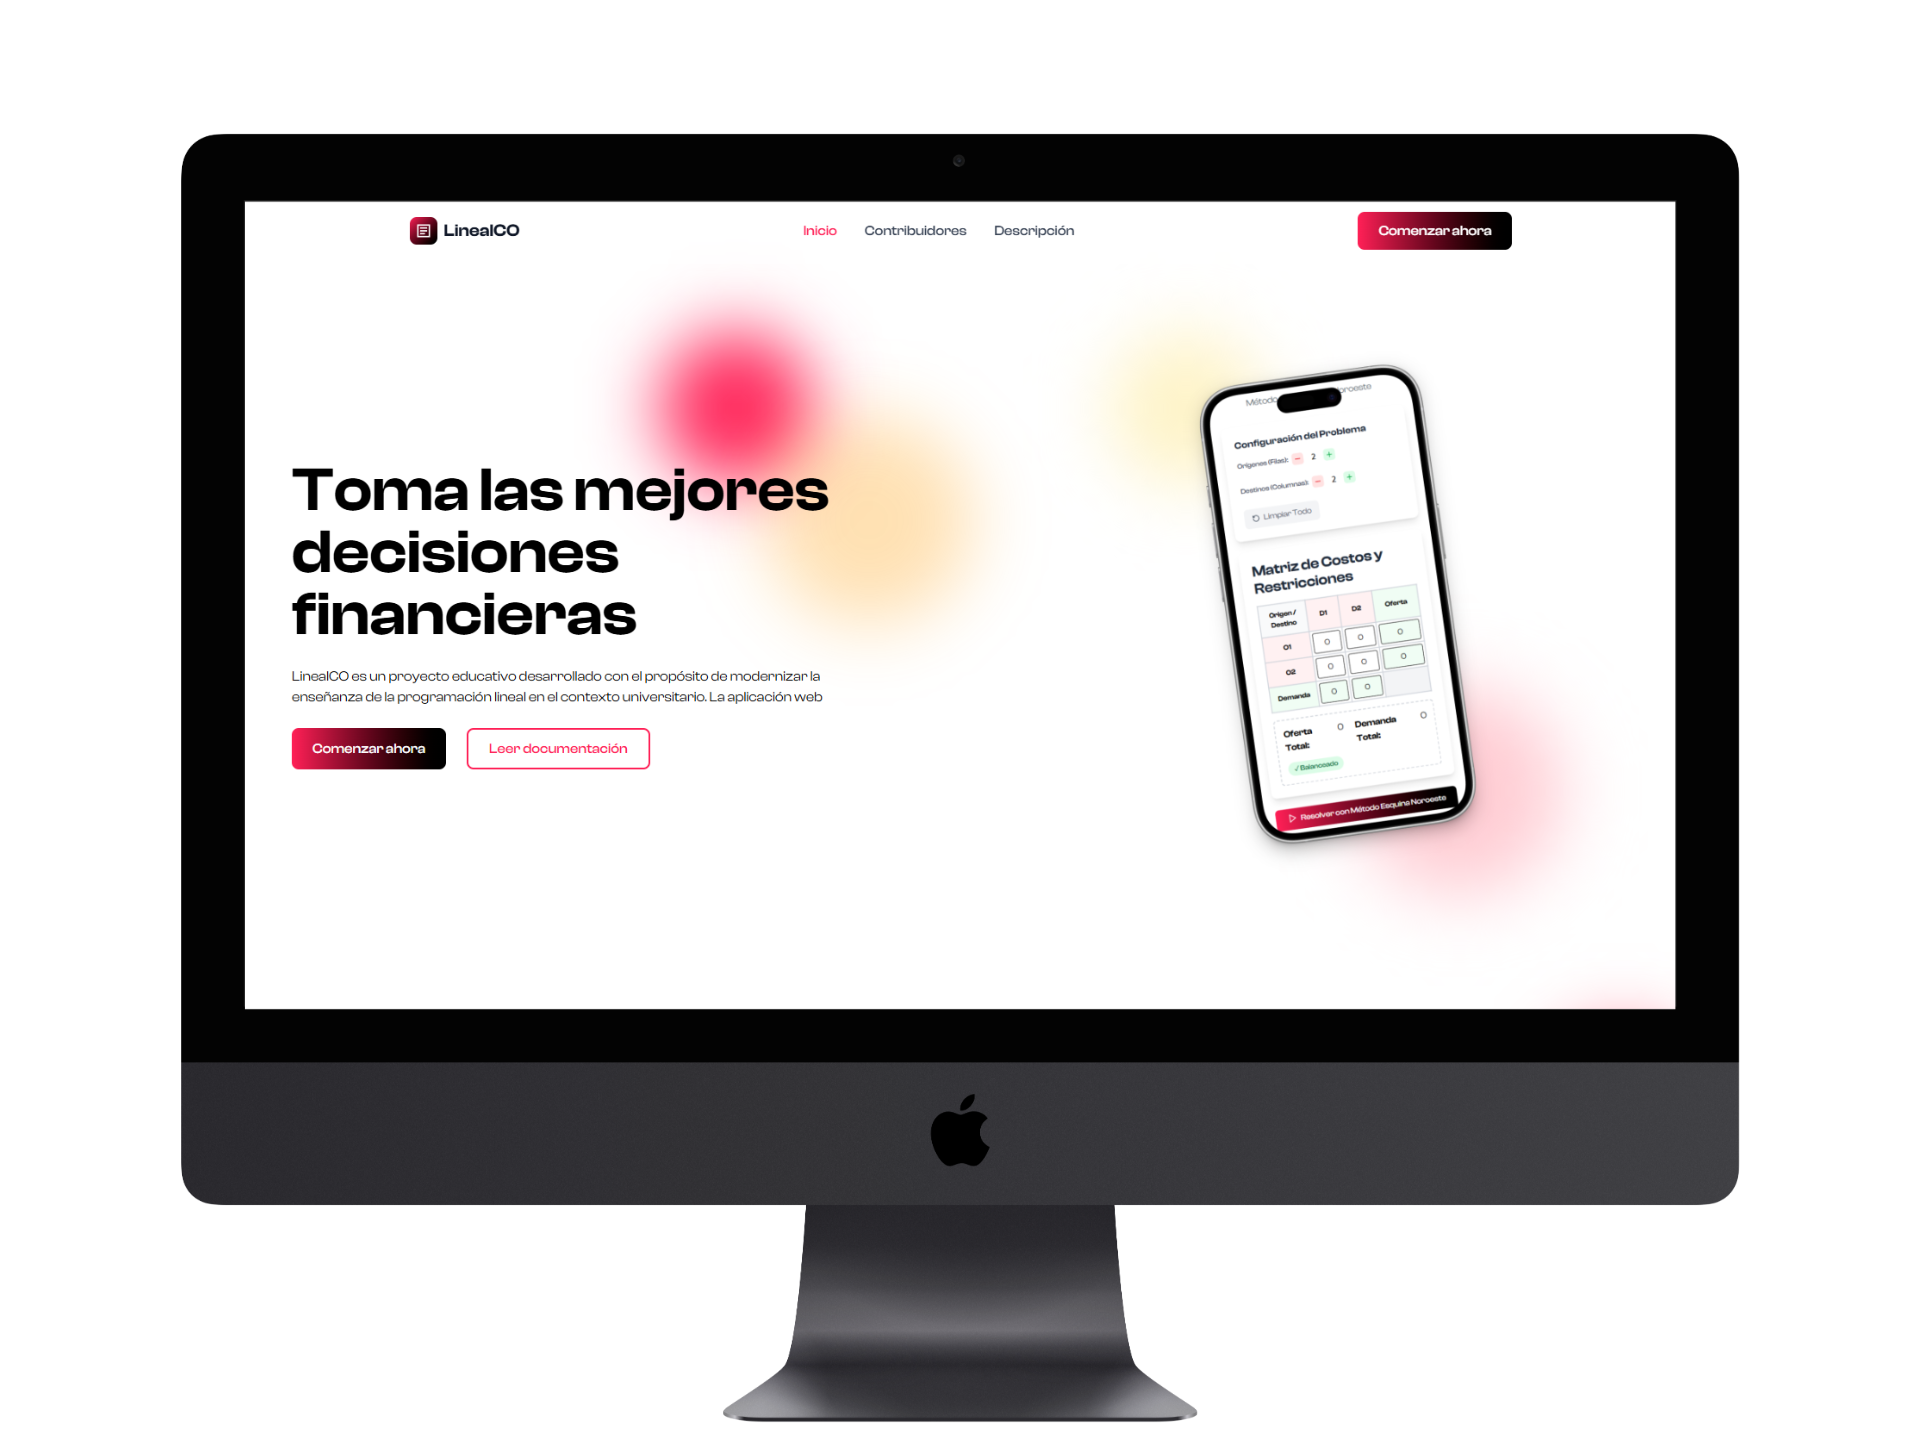 LinealCO
Inicio Contribuidores Descripción
Comenzar ahora
Toma las mejores
decisiones
financieras
LinealCO es un proyecto educativo desarrollado con el propósito de modernizar la
enseñanza de la programación lineal en el contexto universitario. La aplicación web
Comenzar ahora
Leer documentación
Método
Noroeste
Configuración del Problema
Orígenes (Filas): − 2 +
Destinos (Columnas): − 2 +
Limpiar Todo
Matriz de Costos y
Restricciones
Origen / Destino D1 D2 Oferta
O1 0 0 0
O2 0 0 0
Demanda 0 0
Oferta Total: 0 Demanda Total: 0
✓ Balanceado
Resolver con Método Esquina Noroeste